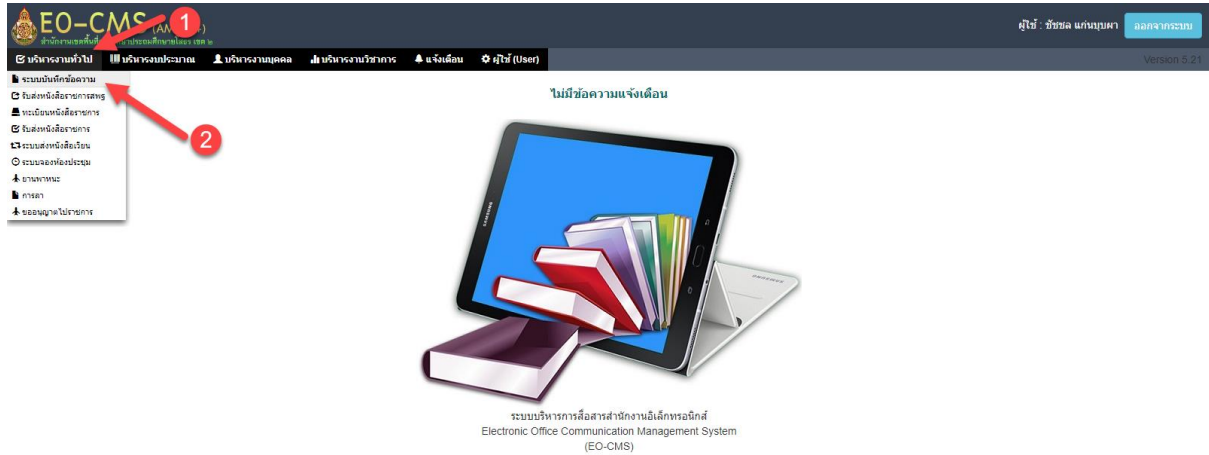 EO-CMS
1
ผู้ใช้ : ชัชชล แก่นบุบผา
ออกจากระบบ
บริหารงานทั่วไป บริหารงบประมาณ บริหารงานบุคคล บริหารงานวิชาการ แจ้งเตือน ผู้ใช้ (User)
Version 5.21
ระบบบันทึกข้อความ
รับส่งหนังสือราชการสพฐ
ทะเบียนหนังสือราชการ
รับส่งหนังสือราชการ
ระบบส่งหนังสือเวียน
ระบบจองห้องประชุม
ยานพาหนะ
การลา
ขออนุญาตไปราชการ
2
ไม่มีข้อความแจ้งเตือน
SAMSUNG
SAMSUNG
ระบบบริหารการสื่อสารสำนักงานอิเล็กทรอนิกส์
Electronic Office Communication Management System
(EO-CMS)